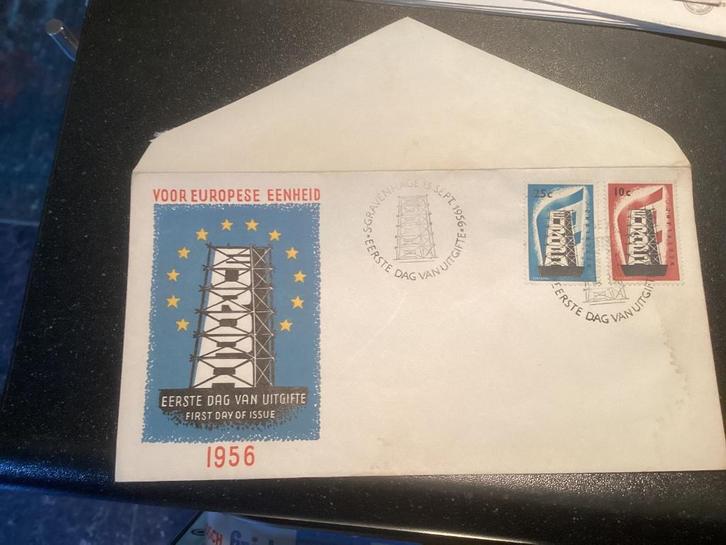 VOOR EUROPESE EENHEID
EERSTE DAG VAN UITGIFTE
FIRST DAY OF ISSUE
1956
'S-GRAVENHAGE 15 SEPT. 1956
EERSTE DAG VAN UITGIFTE
25c
10c
EERSTE DAG VAN UITGIFTE